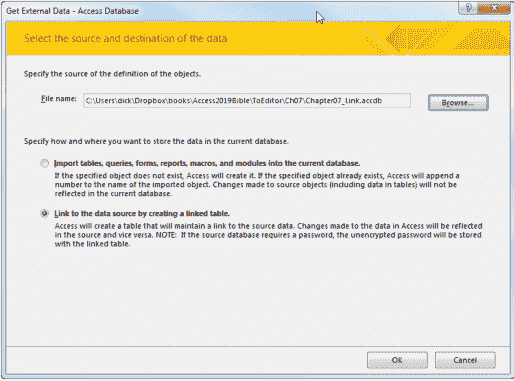 Get External Data - Access Database
Select the source and destination of the data
Specify the source of the definition of the objects.
File name:
C:\Users\dick\Dropbox\books\Access2019Bible\ToEditor\Ch07\Chapter07_Link.accdb
Browse...
Specify how and where you want to store the data in the current database.
Import tables, queries, forms, reports, macros, and modules into the current database.
If the specified object does not exist, Access will create it. If the specified object already exists, Access will append a
number to the name of the imported object. Changes made to source objects (including data in tables) will not be
reflected in the current database.
Link to the data source by creating a linked table.
Access will create a table that will maintain a link to the source data. Changes made to the data in Access will be reflected
in the source and vice versa. NOTE: If the source database requires a password, the unencrypted password will be stored
with the linked table.
OK
Cancel